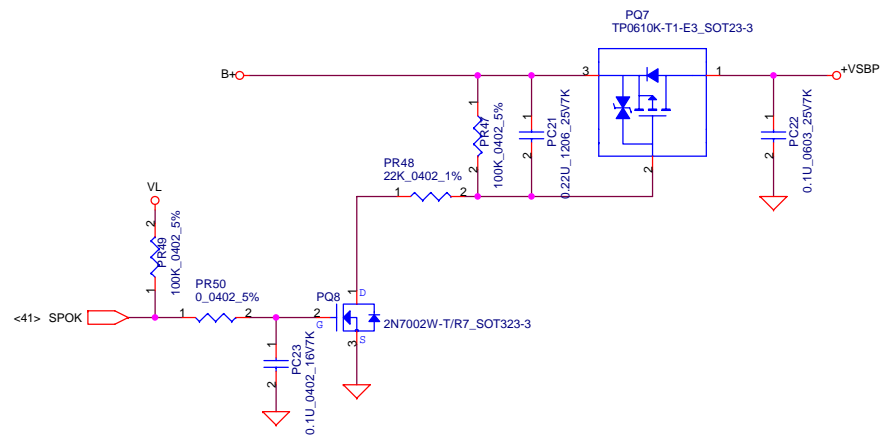 PQ7
TP0610K-T1-E3_SOT23-3
B+
3
1
+VSBP
1
2
PR47
100K_0402_5%
1
2
PC21
0.22U_1206_25V7K
2
1
2
PC22
0.1U_0603_25V7K
PR48
22K_0402_1%
1
2
VL
2
1
PR49
100K_0402_5%
PR50
0_0402_5%
<41>
SPOK
1
2
PQ8
1
D
2
G
3
S
2N7002W-T/R7_SOT323-3
1
2
PC23
0.1U_0402_16V7K